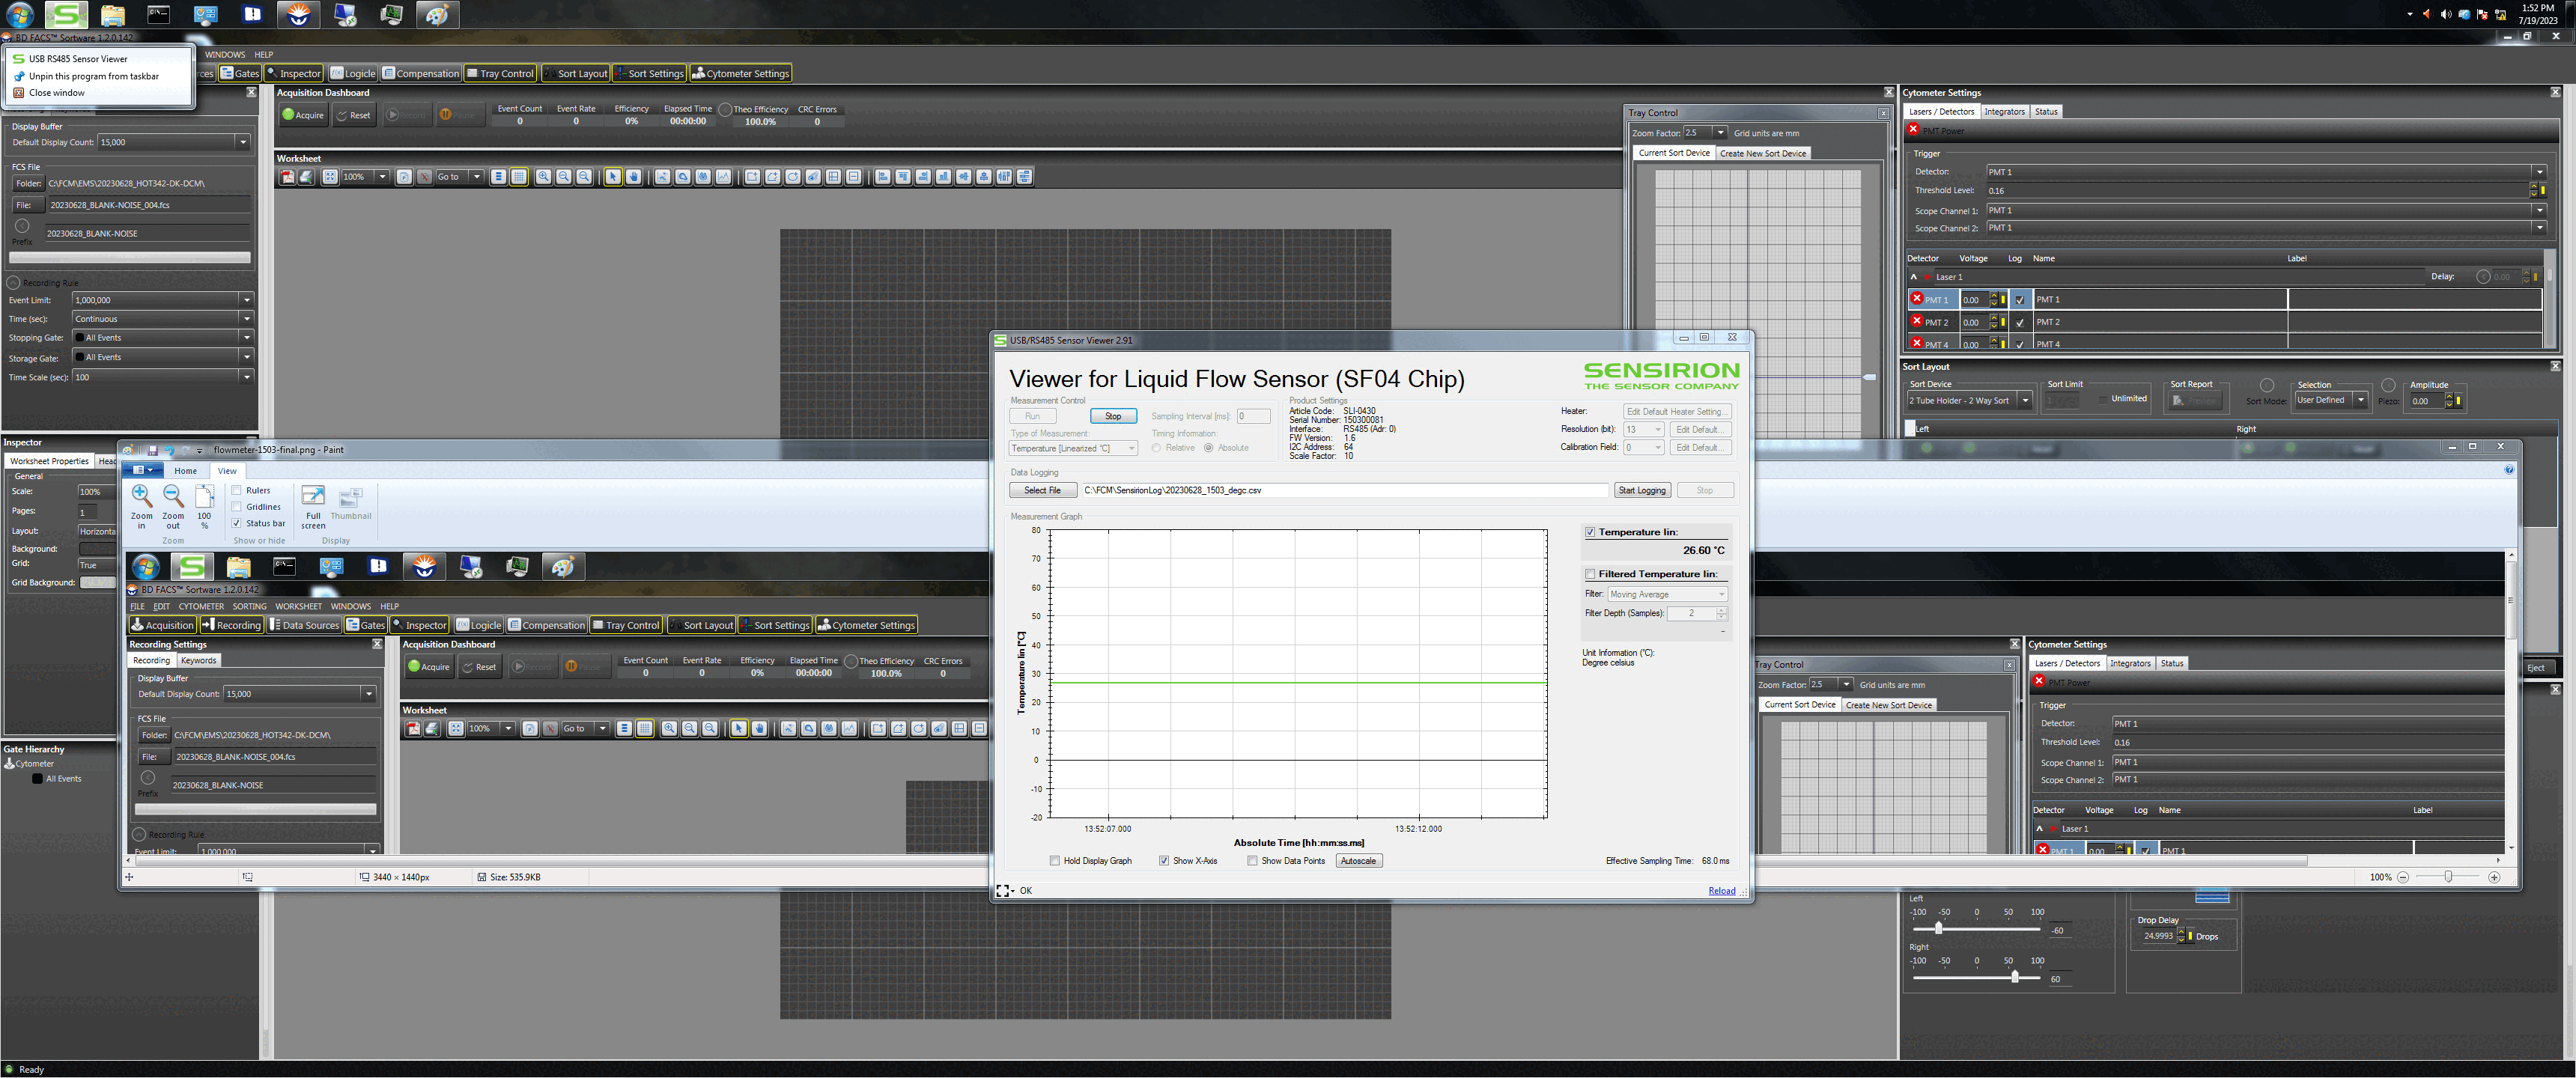 1:52 PM
7/19/2023
BD FACS™ Sortware 1.2.0.142
USB RS485 Sensor Viewer
Unpin this program from taskbar
Close window
WINDOWS HELP
Gates Inspector Logicle Compensation Tray Control Sort Layout Sort Settings Cytometer Settings
Display Buffer
Default Display Count: 15,000
FCS File
Folder: C:\FCM\EMS\20230628_HOT342-DK-DCM\
File: 20230628_BLANK-NOISE_004.fcs
20230628_BLANK-NOISE
Prefix
Recording Rule
Event Limit: 1,000,000
Time (sec): Continuous
Stopping Gate: All Events
Storage Gate: All Events
Time Scale (sec): 100
Acquisition Dashboard
Acquire Reset
Event Count Event Rate Efficiency Elapsed Time Theo Efficiency CRC Errors
0 0 0% 00:00:00 100.0% 0
Worksheet
100% Go to
Tray Control
Zoom Factor: 2.5 Grid units are mm
Current Sort Device Create New Sort Device
Cytometer Settings
Lasers / Detectors Integrators Status
PMT Power
Trigger
Detector: PMT 1
Threshold Level: 0.16
Scope Channel 1: PMT 1
Scope Channel 2: PMT 1
Detector Voltage Log Name Label
Laser 1 Delay: 0.00
PMT 1 0.00 PMT 1
PMT 2 0.00 PMT 2
PMT 4 0.00 PMT 4
Sort Layout
Sort Device Sort Limit Sort Report Selection Amplitude
2 Tube Holder - 2 Way Sort Unlimited Sort Mode: User Defined Piezo: 0.00
Left Right
Eject
Inspector
Worksheet Properties Head
General
Scale: 100%
Pages: 1
Layout: Horizonta
Background:
Grid: True
Grid Background:
Gate Hierarchy
Cytometer
All Events
flowmeter-1503-final.png - Paint
Home View
Zoom in
Zoom out
100 %
Rulers
Gridlines
Status bar
Full screen
Thumbnail
Zoom Show or hide Display
BD FACS™ Sortware 1.2.0.142
FILE EDIT CYTOMETER SORTING WORKSHEET WINDOWS HELP
Acquisition Recording Data Sources Gates Inspector Logicle Compensation Tray Control Sort Layout Sort Settings Cytometer Settings
Recording Settings
Recording Keywords
Display Buffer
Default Display Count: 15,000
FCS File
Folder: C:\FCM\EMS\20230628_HOT342-DK-DCM\
File: 20230628_BLANK-NOISE_004.fcs
20230628_BLANK-NOISE
Prefix
Recording Rule
Event Limit: 1,000,000
Acquisition Dashboard
Acquire Reset
Event Count Event Rate Efficiency Elapsed Time Theo Efficiency CRC Errors
0 0 0% 00:00:00 100.0% 0
Worksheet
100% Go to
3440 × 1440px
Size: 535.9KB
Tray Control
Zoom Factor: 2.5 Grid units are mm
Current Sort Device Create New Sort Device
Cytometer Settings
Lasers / Detectors Integrators Status
PMT Power
Trigger
Detector: PMT 1
Threshold Level: 0.16
Scope Channel 1: PMT 1
Scope Channel 2: PMT 1
Detector Voltage Log Name Label
Laser 1
PMT 1 0.00 PMT 1
100%
USB/RS485 Sensor Viewer 2.91
Viewer for Liquid Flow Sensor (SF04 Chip)
SENSIRION
THE SENSOR COMPANY
Measurement Control
Run Stop Sampling Interval [ms]: 0
Type of Measurement: Timing Information:
Temperature [Linearized °C] Relative Absolute
Product Settings
Article Code: SLI-0430
Serial Number: 150300081
Interface: RS485 (Adr: 0)
FW Version: 1.6
I2C Address: 64
Scale Factor: 10
Heater: Edit Default Heater Setting...
Resolution (bit): 13 Edit Default...
Calibration Field: 0 Edit Default...
Data Logging
Select File C:\FCM\SensirionLog\20230628_1503_degc.csv Start Logging Stop
Measurement Graph
80
70
60
50
40
30
20
10
0
-10
-20
Temperature lin [°C]
13:52:07.000 13:52:12.000
Absolute Time [hh:mm:ss.ms]
Temperature lin:
26.60 °C
Filtered Temperature lin:
Filter: Moving Average
Filter Depth (Samples): 2
-
Unit Information (°C):
Degree celsius
Hold Display Graph Show X-Axis Show Data Points Autoscale Effective Sampling Time: 68.0 ms
OK Reload
Left
-100 -50 0 50 100
-60
Right
-100 -50 0 50 100
60
Drop Delay
24.9993 Drops
Ready